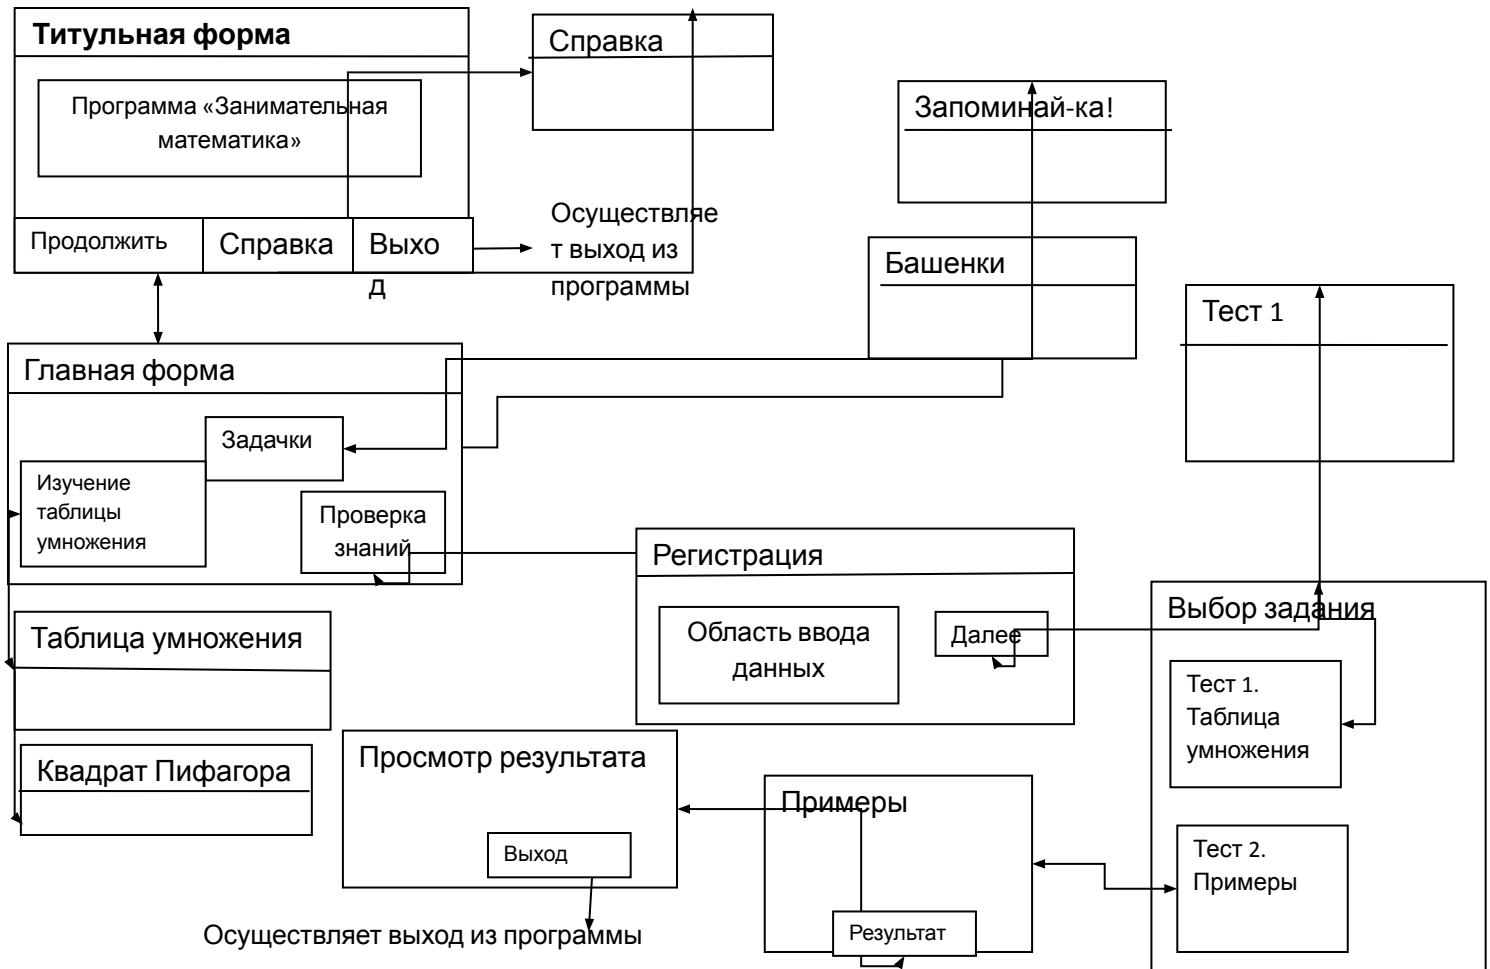 Титульная форма
Программа «Занимательная
математика»
Продолжить
Справка
Выхо
д
Справка
Осуществляе
т выход из
программы
Запоминай-ка!
Башенки
Тест 1
Главная форма
Задачки
Изучение
таблицы
умножения
Проверка
знаний
Регистрация
Область ввода
данных
Далее
Выбор задания
Тест 1.
Таблица
умножения
Тест 2.
Примеры
Таблица умножения
Квадрат Пифагора
Просмотр результата
Выход
Осуществляет выход из программы
Примеры
Результат